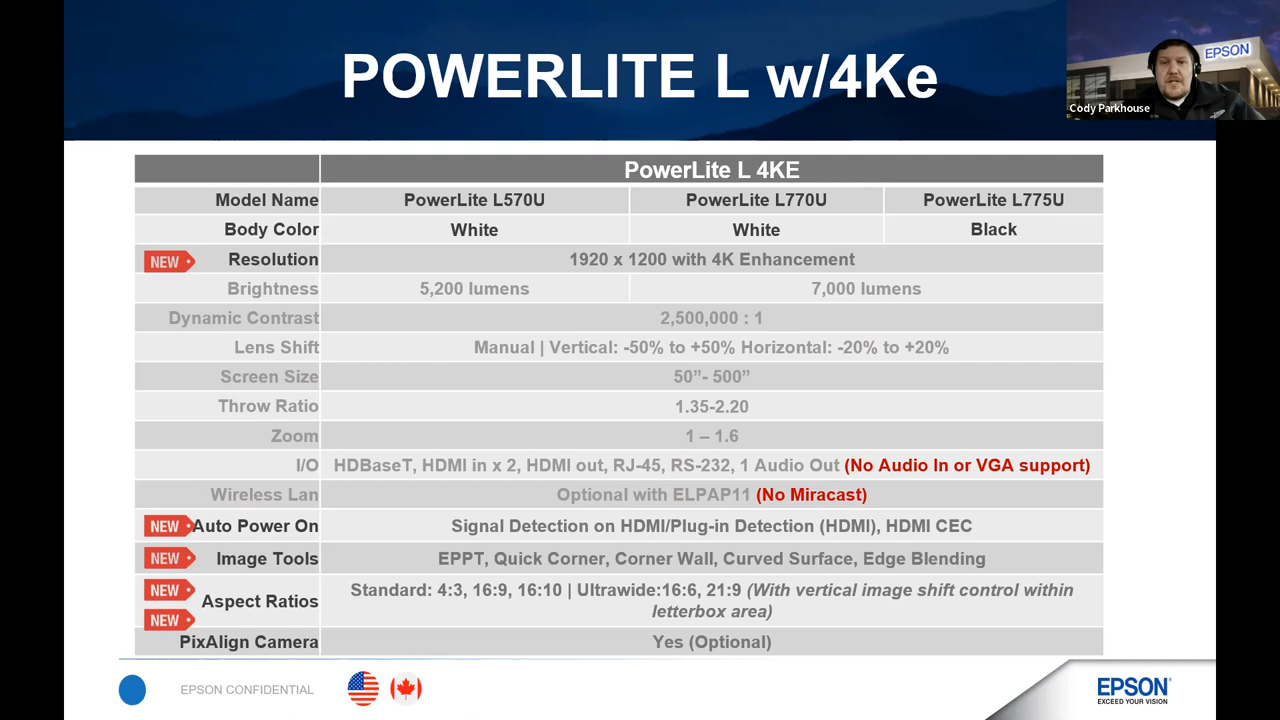 POWERLITE L w/4Ke
EPSON
Cody Parkhouse
PowerLite L 4KE
Model Name PowerLite L570U PowerLite L770U PowerLite L775U
Body Color White White Black
NEW Resolution 1920 x 1200 with 4K Enhancement
Brightness 5,200 lumens 7,000 lumens
Dynamic Contrast 2,500,000 : 1
Lens Shift Manual | Vertical: -50% to +50% Horizontal: -20% to +20%
Screen Size 50”- 500”
Throw Ratio 1.35-2.20
Zoom 1 – 1.6
I/O HDBaseT, HDMI in x 2, HDMI out, RJ-45, RS-232, 1 Audio Out (No Audio In or VGA support)
Wireless Lan Optional with ELPAP11 (No Miracast)
NEW Auto Power On Signal Detection on HDMI/Plug-in Detection (HDMI), HDMI CEC
NEW Image Tools EPPT, Quick Corner, Corner Wall, Curved Surface, Edge Blending
NEW Aspect Ratios Standard: 4:3, 16:9, 16:10 | Ultrawide:16:6, 21:9 (With vertical image shift control within
letterbox area)
NEW
PixAlign Camera Yes (Optional)
EPSON CONFIDENTIAL
EPSON
EXCEED YOUR VISION